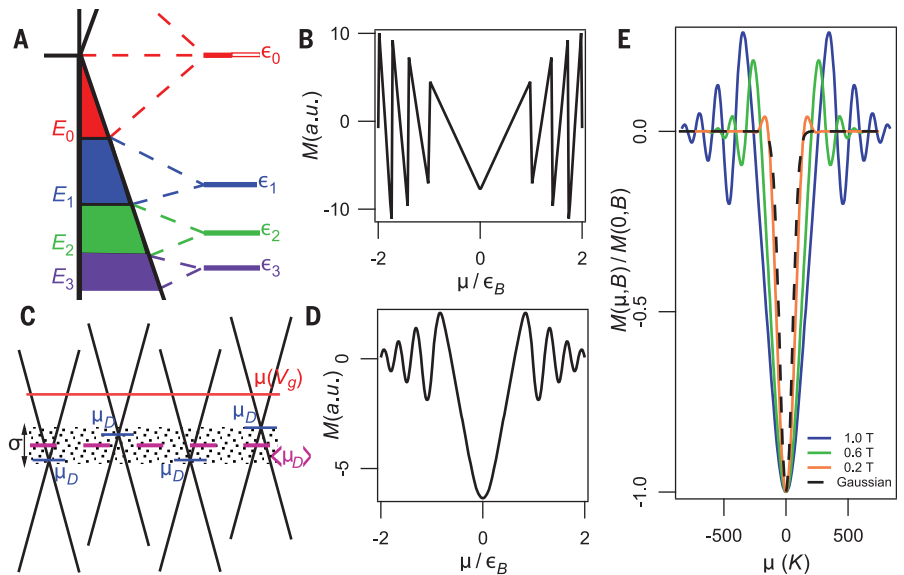 A
ϵ0
E0
E1
ϵ1
E2
ϵ2
E3
ϵ3
B
M(a.u.)
10
0
-10
-2 0 2
μ / ϵB
C
μ(Vg)
μD μD
σ
<μD>
μD μD
D
M(a.u.)
0
-5
-2 0 2
μ / ϵB
E
M(μ,B) / M(0,B)
0.0
-0.5
-1.0
1.0 T
0.6 T
0.2 T
Gaussian
-500 0 500
μ (K)